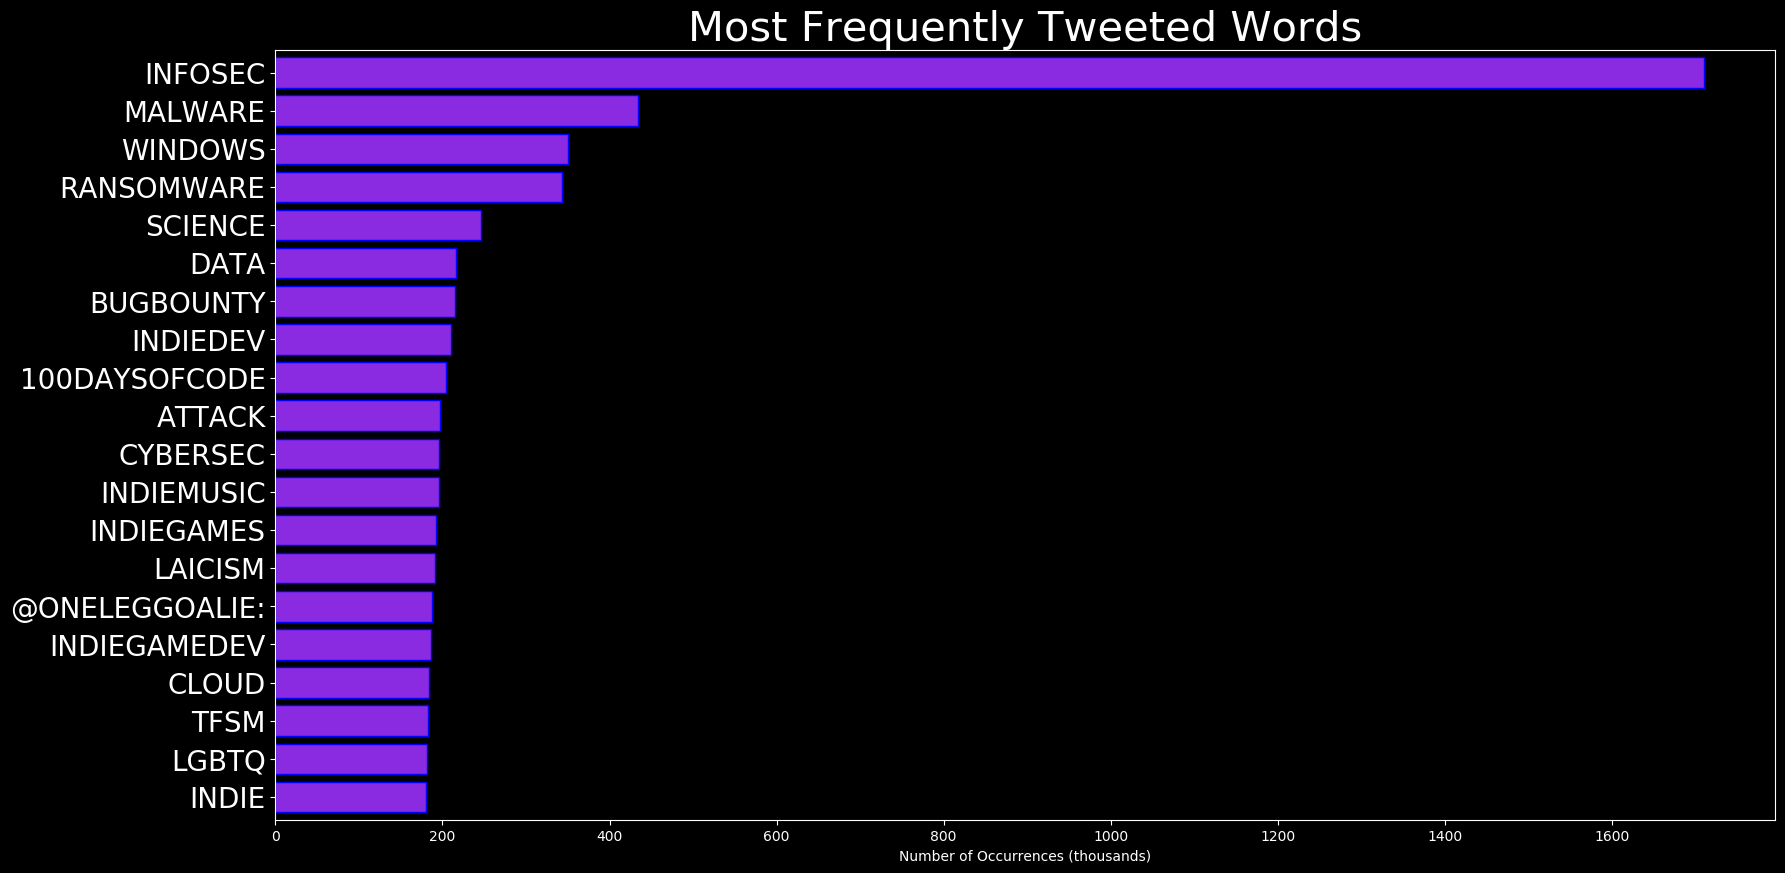 Most Frequently Tweeted Words
INFOSEC
MALWARE
WINDOWS
RANSOMWARE
SCIENCE
DATA
BUGBOUNTY
INDIEDEV
100DAYSOFCODE
ATTACK
CYBERSEC
INDIEMUSIC
INDIEGAMES
LAICISM
@ONELEGGOALIE:
INDIEGAMEDEV
CLOUD
TFSM
LGBTQ
INDIE
0 200 400 600 800 1000 1200 1400 1600
Number of Occurrences (thousands)